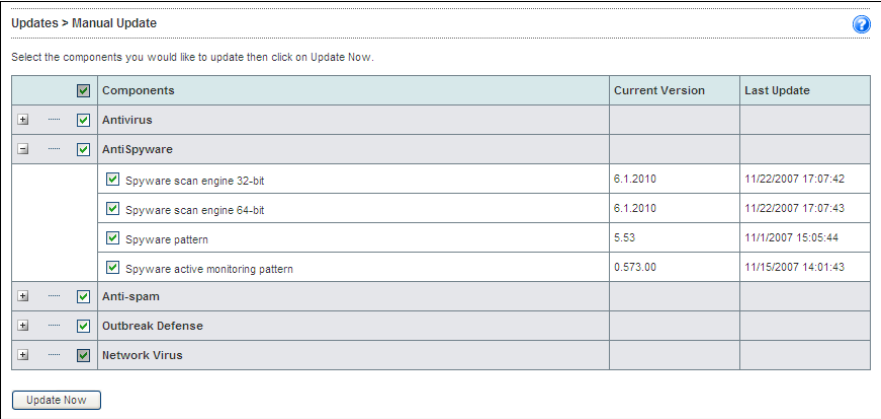 Updates > Manual Update
?
Select the components you would like to update then click on Update Now.
Components Current Version Last Update
Antivirus
AntiSpyware
Spyware scan engine 32-bit 6.1.2010 11/22/2007 17:07:42
Spyware scan engine 64-bit 6.1.2010 11/22/2007 17:07:43
Spyware pattern 5.53 11/1/2007 15:05:44
Spyware active monitoring pattern 0.573.00 11/15/2007 14:01:43
Anti-spam
Outbreak Defense
Network Virus
Update Now